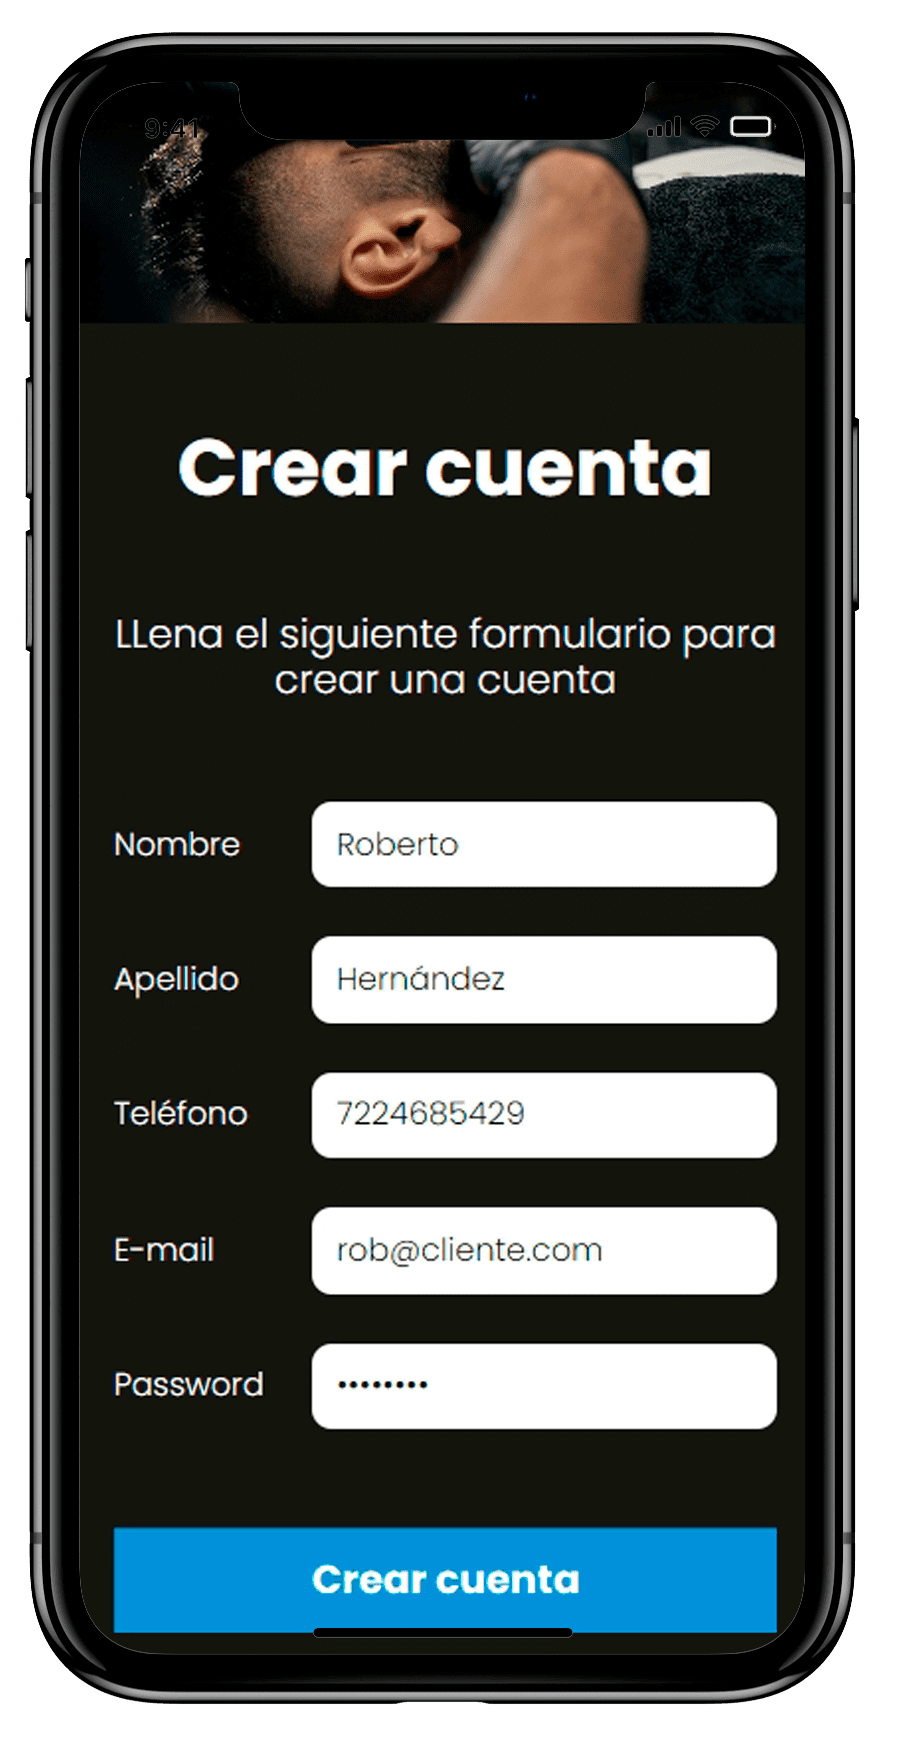 9:41
Crear cuenta
LLena el siguiente formulario para
crear una cuenta
Nombre
Roberto
Apellido
Hernández
Teléfono
7224685429
E-mail
rob@cliente.com
Password
••••••••
Crear cuenta